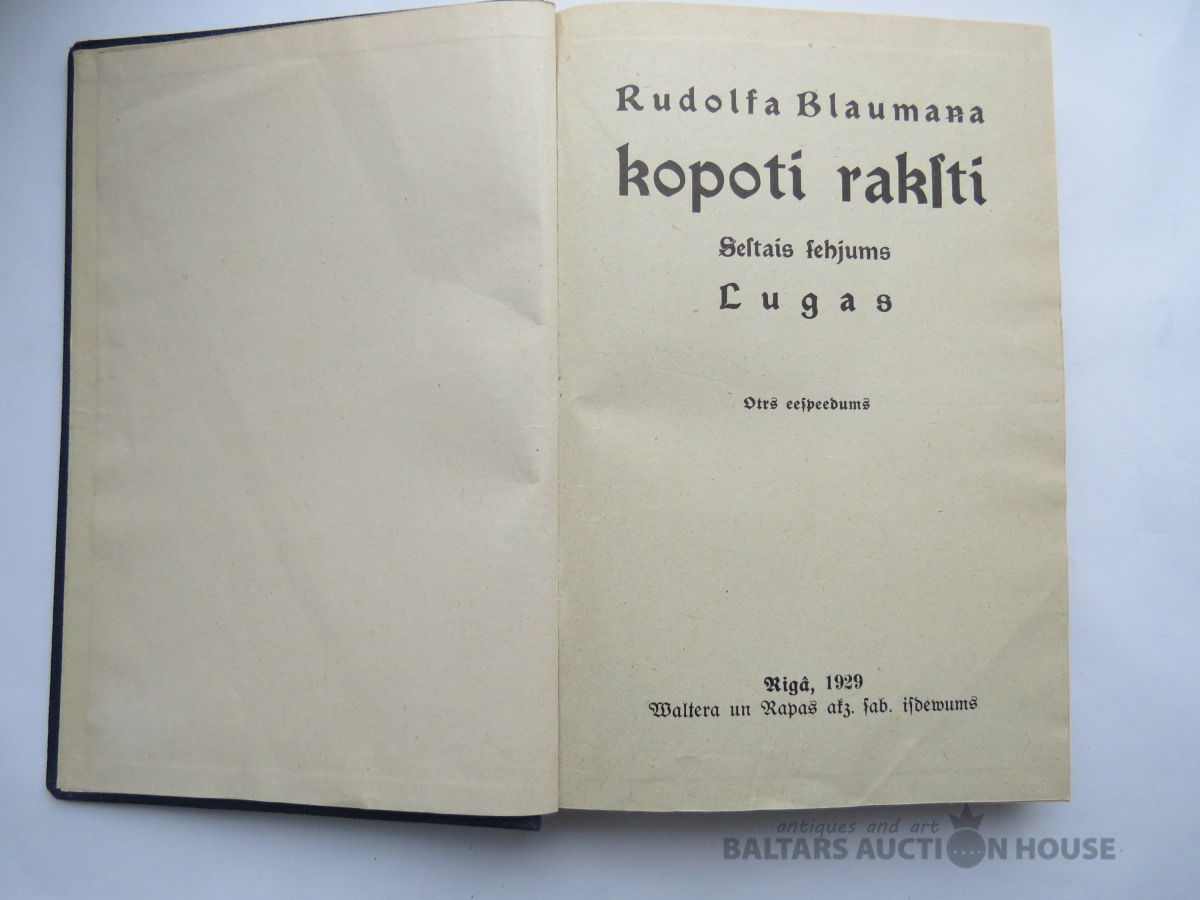 Rudolfa Blaumaņa
kopoti rakſti
Seſtais ſehjums
Lugas
Otrs eeſpeedums
Rigâ, 1929
Waltera un Rapas akz. ſab. iſdewums
antiques and art
BALTARS AUCTION HOUSE